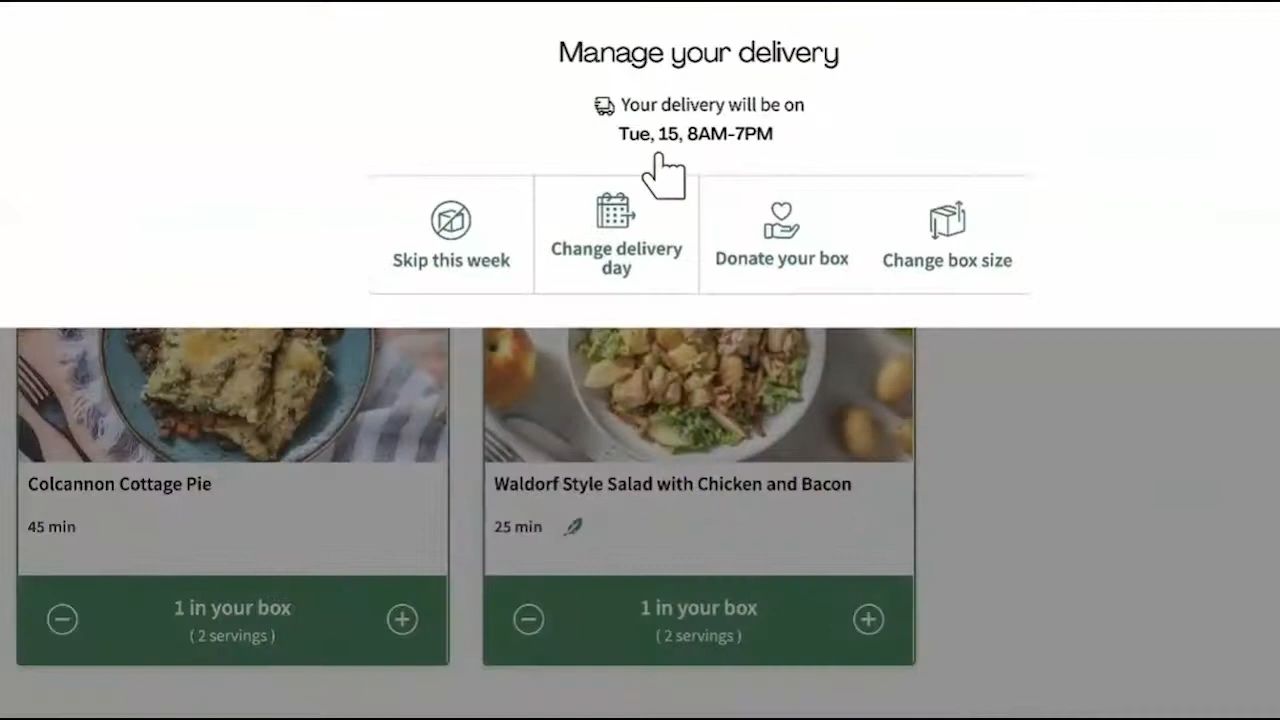 Manage your delivery
Your delivery will be on
Tue, 15, 8AM-7PM
Skip this week
Change delivery
day
Donate your box
Change box size
Colcannon Cottage Pie
45 min
1 in your box
( 2 servings )
Waldorf Style Salad with Chicken and Bacon
25 min
1 in your box
( 2 servings )